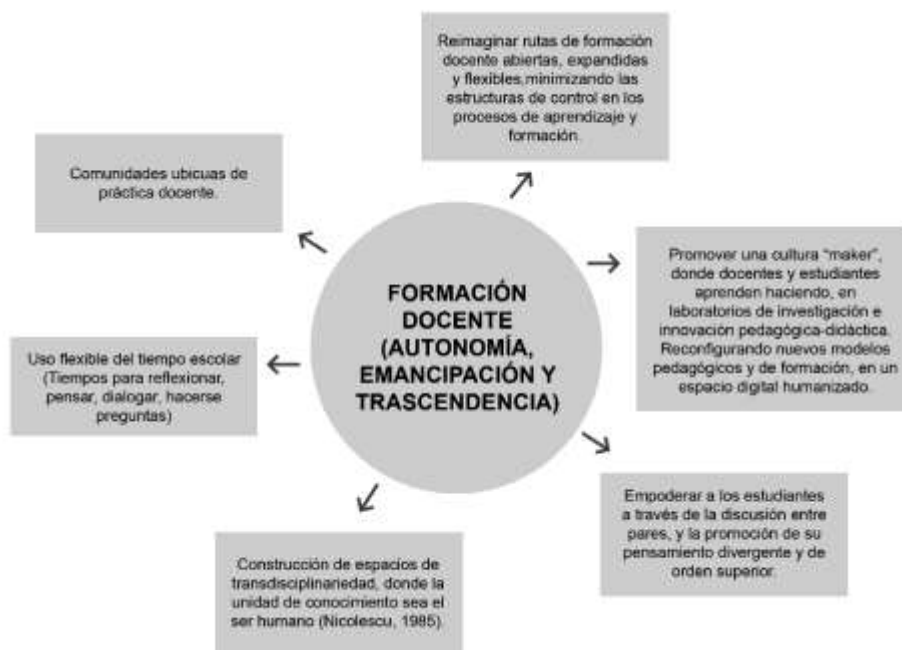 Reimaginar rutas de formación
docente abiertas, expandidas
y flexibles,minimizando las
estructuras de control en los
procesos de aprendizaje y
formación.
Comunidades ubicuas de
práctica docente.
FORMACIÓN
DOCENTE
(AUTONOMÍA,
EMANCIPACIÓN Y
TRASCENDENCIA)
Promover una cultura “maker”,
donde docentes y estudiantes
aprenden haciendo, en
laboratorios de investigación e
innovación pedagógica-didáctica.
Reconfigurando nuevos modelos
pedagógicos y de formación, en un
espacio digital humanizado.
Uso flexible del tiempo escolar
(Tiempos para reflexionar,
pensar, dialogar, hacerse
preguntas)
Empoderar a los estudiantes
a través de la discusión entre
pares, y la promoción de su
pensamiento divergente y de
orden superior.
Construcción de espacios de
transdisciplinariedad, donde la
unidad de conocimiento sea el
ser humano (Nicolescu, 1985).